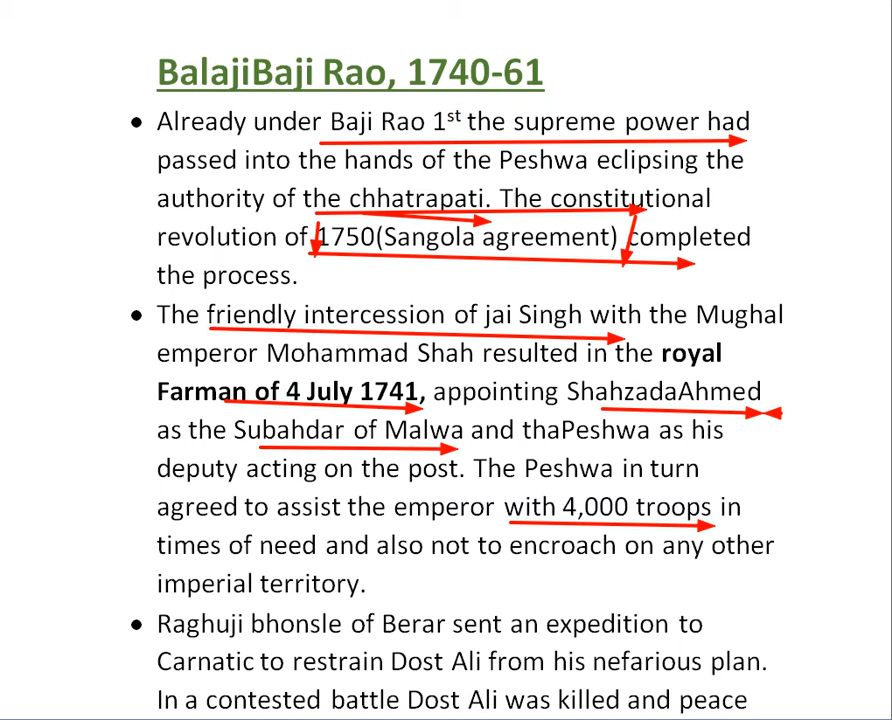 BalajiBaji Rao, 1740-61
• Already under Baji Rao 1st the supreme power had
passed into the hands of the Peshwa eclipsing the
authority of the chhatrapati. The constitutional
revolution of 1750(Sangola agreement) completed
the process.
• The friendly intercession of jai Singh with the Mughal
emperor Mohammad Shah resulted in the royal
Farman of 4 July 1741, appointing ShahzadaAhmed
as the Subahdar of Malwa and thaPeshwa as his
deputy acting on the post. The Peshwa in turn
agreed to assist the emperor with 4,000 troops in
times of need and also not to encroach on any other
imperial territory.
• Raghuji bhonsle of Berar sent an expedition to
Carnatic to restrain Dost Ali from his nefarious plan.
In a contested battle Dost Ali was killed and peace